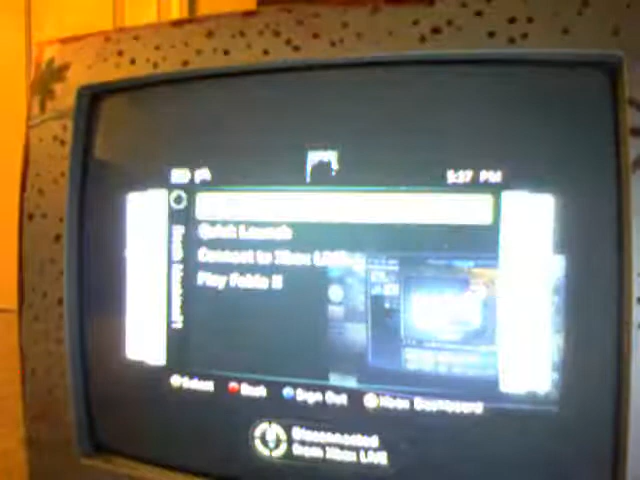 5:37 PM
Quick Launch
Connect to Xbox LIVE
Play Fable II
Select Back Sign Out Xbox Dashboard
Disconnected
from Xbox LIVE